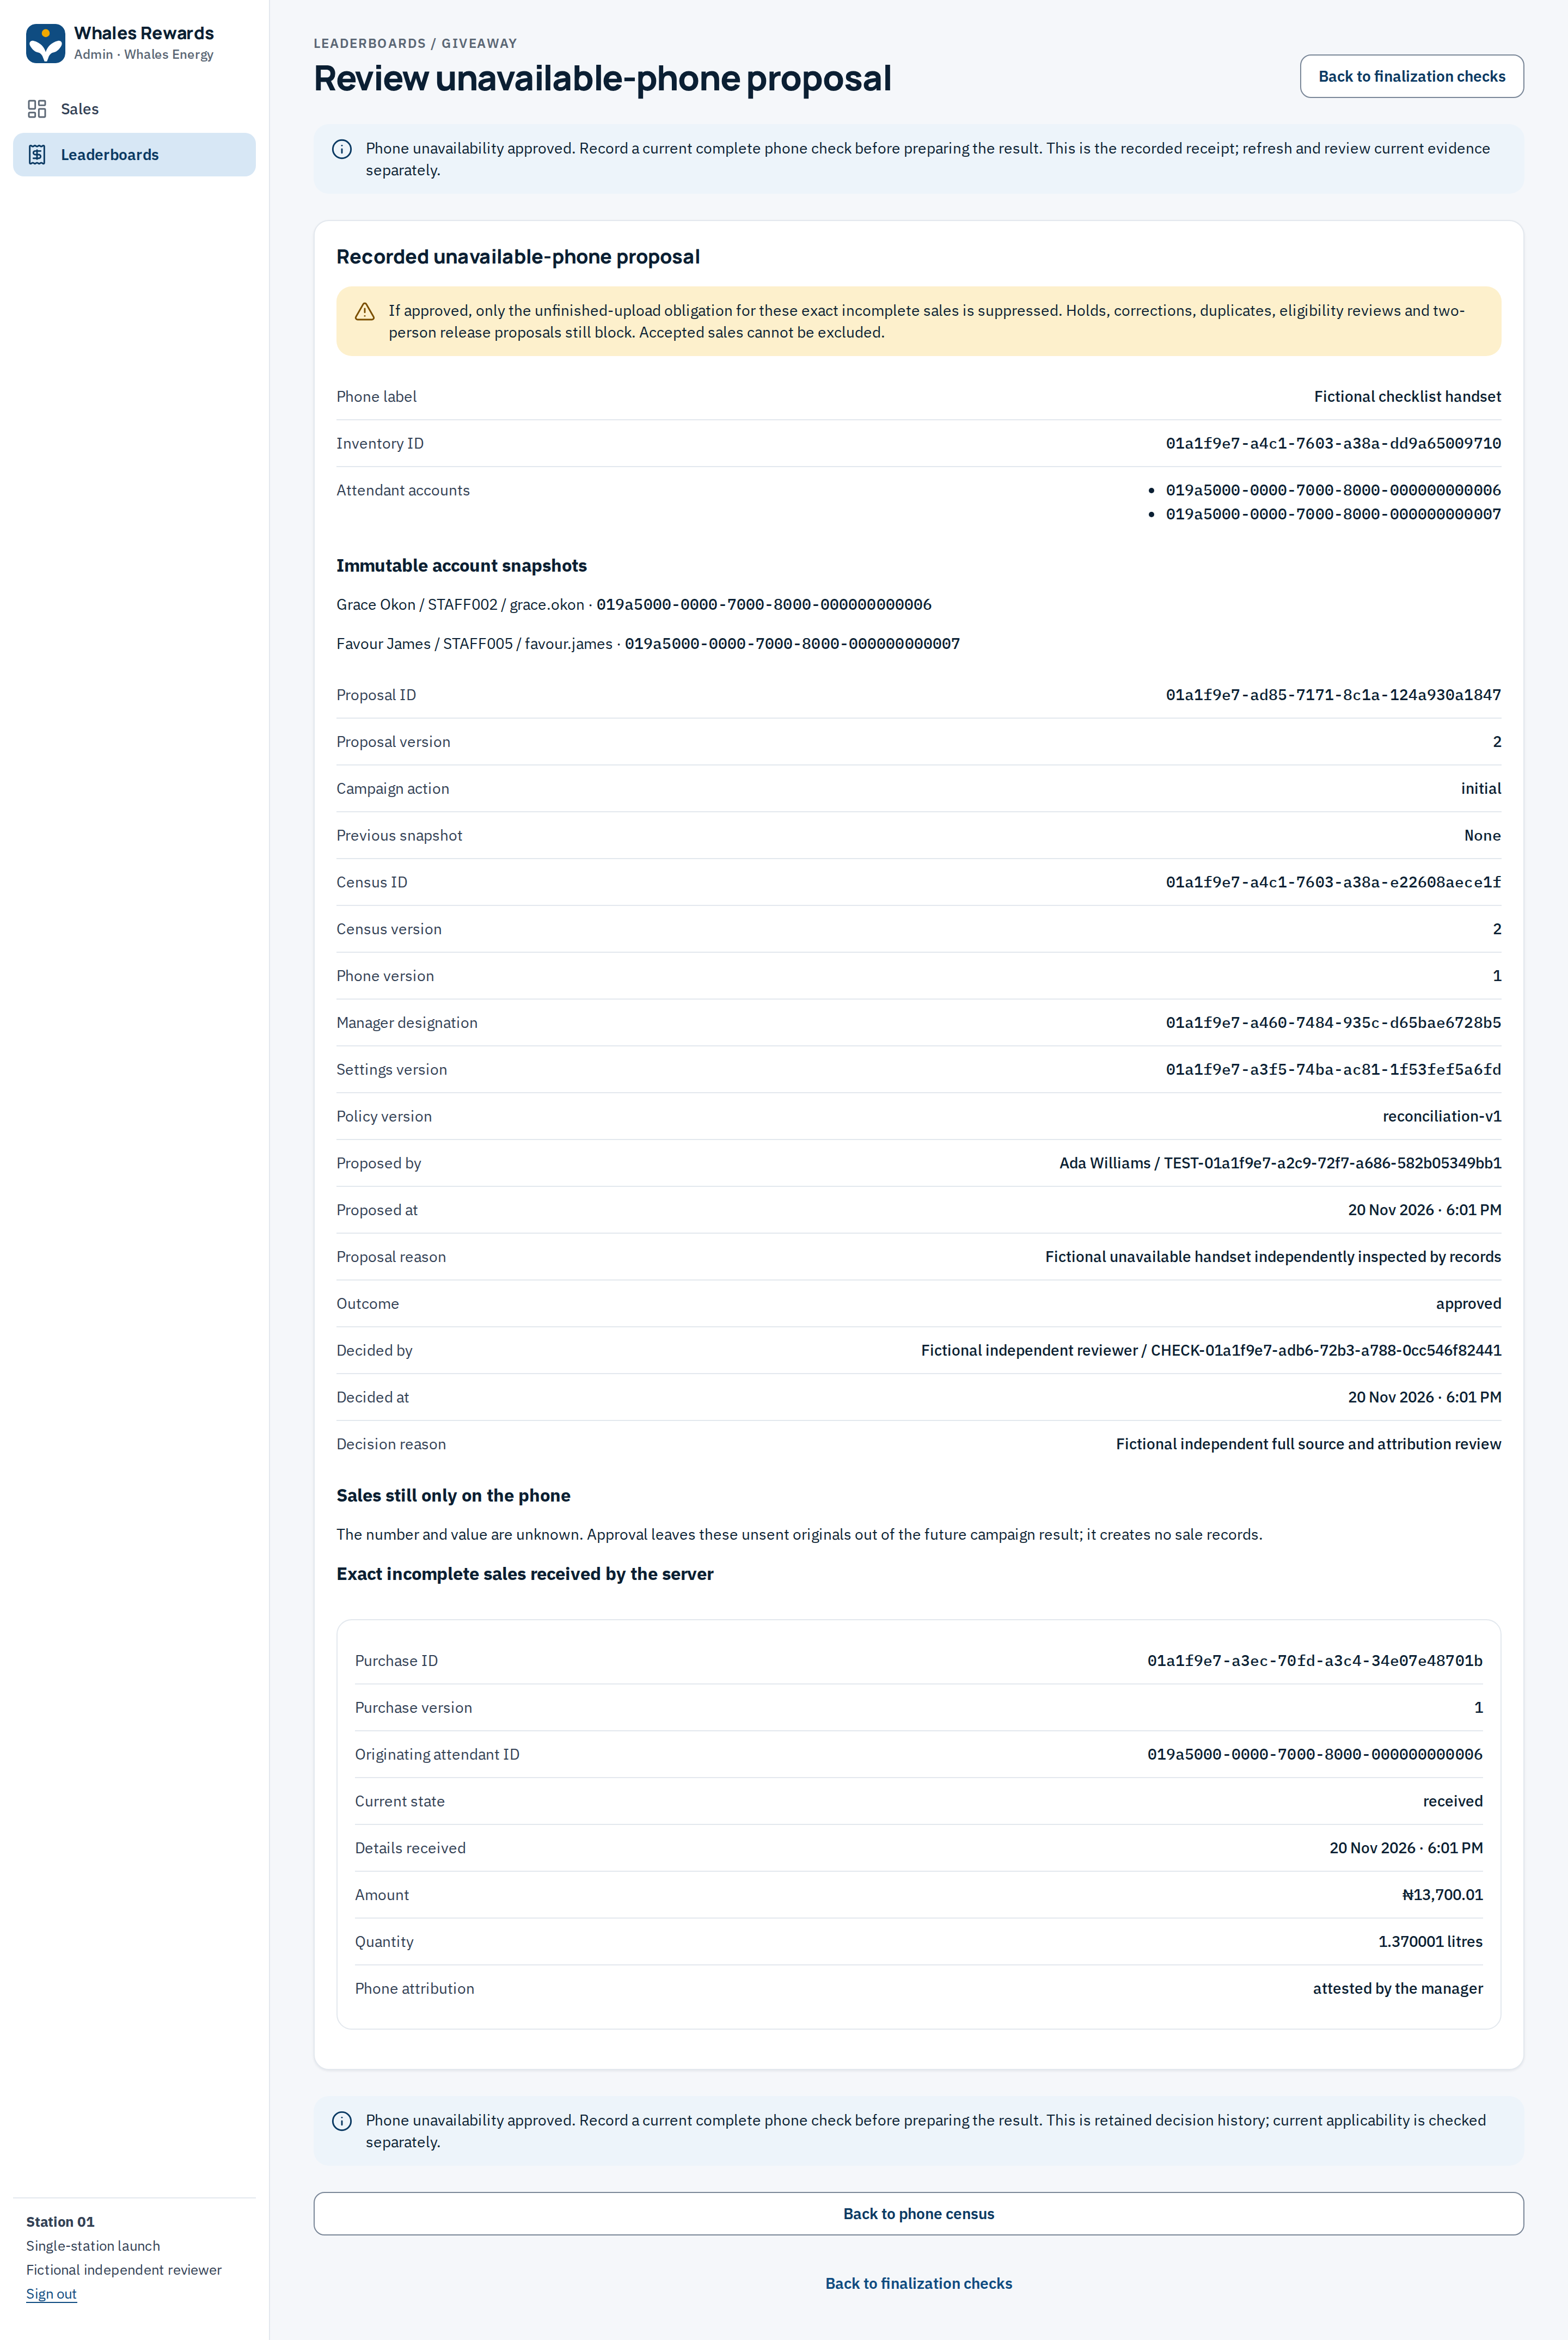 Whales Rewards
Admin · Whales Energy
Sales
Leaderboards
LEADERBOARDS / GIVEAWAY
Review unavailable-phone proposal
Back to finalization checks
Phone unavailability approved. Record a current complete phone check before preparing the result. This is the recorded receipt; refresh and review current evidence
separately.
Recorded unavailable-phone proposal
If approved, only the unfinished-upload obligation for these exact incomplete sales is suppressed. Holds, corrections, duplicates, eligibility reviews and two-
person release proposals still block. Accepted sales cannot be excluded.
Phone label Fictional checklist handset
Inventory ID 01a1f9e7-a4c1-7603-a38a-dd9a65009710
Attendant accounts • 019a5000-0000-7000-8000-000000000006
• 019a5000-0000-7000-8000-000000000007
Immutable account snapshots
Grace Okon / STAFF002 / grace.okon · 019a5000-0000-7000-8000-000000000006
Favour James / STAFF005 / favour.james · 019a5000-0000-7000-8000-000000000007
Proposal ID 01a1f9e7-ad85-7171-8c1a-124a930a1847
Proposal version 2
Campaign action initial
Previous snapshot None
Census ID 01a1f9e7-a4c1-7603-a38a-e22608aece1f
Census version 2
Phone version 1
Manager designation 01a1f9e7-a460-7484-935c-d65bae6728b5
Settings version 01a1f9e7-a3f5-74ba-ac81-1f53fef5a6fd
Policy version reconciliation-v1
Proposed by Ada Williams / TEST-01a1f9e7-a2c9-72f7-a686-582b05349bb1
Proposed at 20 Nov 2026 · 6:01 PM
Proposal reason Fictional unavailable handset independently inspected by records
Outcome approved
Decided by Fictional independent reviewer / CHECK-01a1f9e7-adb6-72b3-a788-0cc546f82441
Decided at 20 Nov 2026 · 6:01 PM
Decision reason Fictional independent full source and attribution review
Sales still only on the phone
The number and value are unknown. Approval leaves these unsent originals out of the future campaign result; it creates no sale records.
Exact incomplete sales received by the server
Purchase ID 01a1f9e7-a3ec-70fd-a3c4-34e07e48701b
Purchase version 1
Originating attendant ID 019a5000-0000-7000-8000-000000000006
Current state received
Details received 20 Nov 2026 · 6:01 PM
Amount ₦13,700.01
Quantity 1.370001 litres
Phone attribution attested by the manager
Phone unavailability approved. Record a current complete phone check before preparing the result. This is retained decision history; current applicability is checked
separately.
Back to phone census
Back to finalization checks
Station 01
Single-station launch
Fictional independent reviewer
Sign out